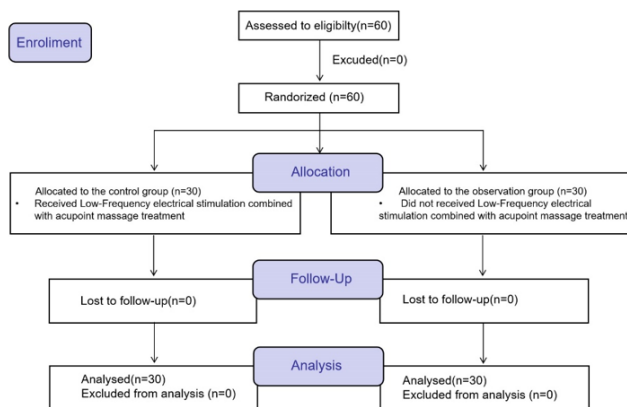 Assessed to eligibilty(n=60)
Enroliment
Excuded(n=0)
Randorized (n=60)
Allocation
Allocated to the control group (n=30)
• Received Low-Frequency electrical stimulation combined
with acupoint massage treatment
Allocated to the observation group (n=30)
• Did not received Low-Frequency electrical
stimulation combined with acupoint massage treatment
Follow-Up
Lost to follow-up(n=0)
Lost to follow-up(n=0)
Analysis
Analysed(n=30)
Excluded from analysis (n=0)
Analysed(n=30)
Excluded from analysis (n=0)